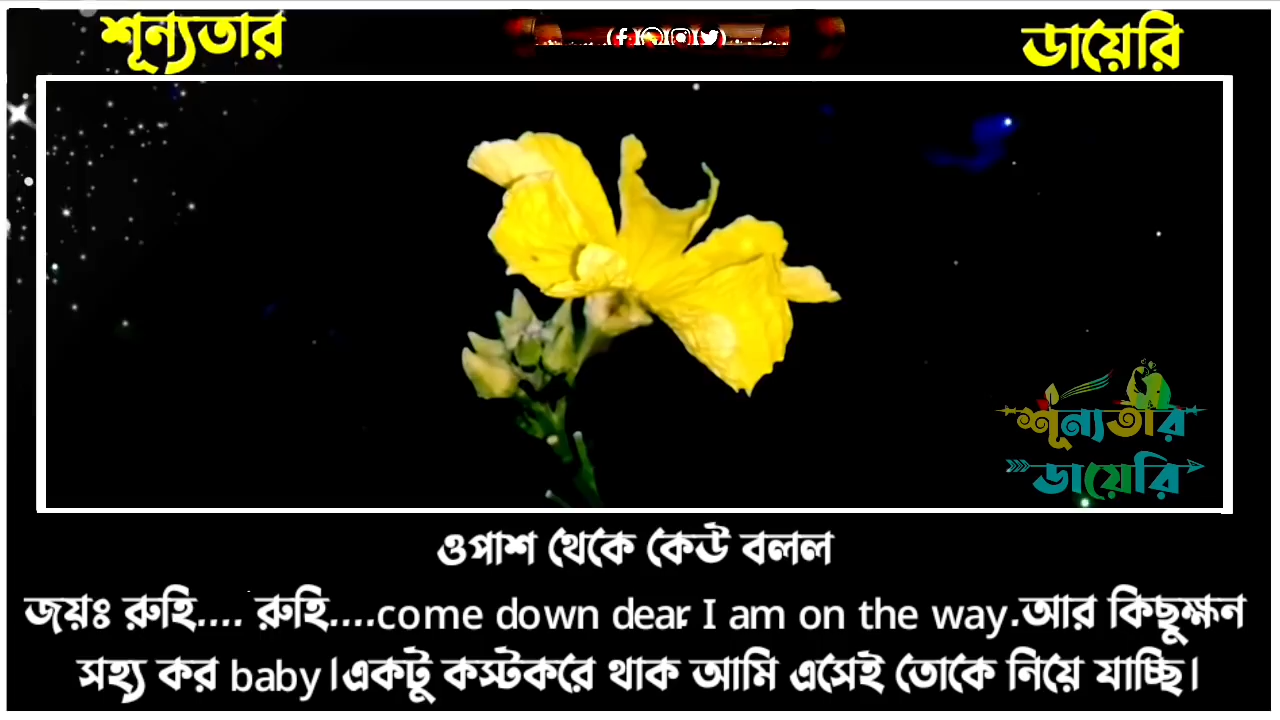 শূন্যতার
ডায়েরি
শূন্যতার
ডায়েরি
ওপাশ থেকে কেউ বলল
জয়ঃ রুহি.... রুহি....come down dear. I am on the way.আর কিছুক্ষন
সহ্য কর baby।একটু কস্টকরে থাক আমি এসেই তোকে নিয়ে যাচ্ছি।